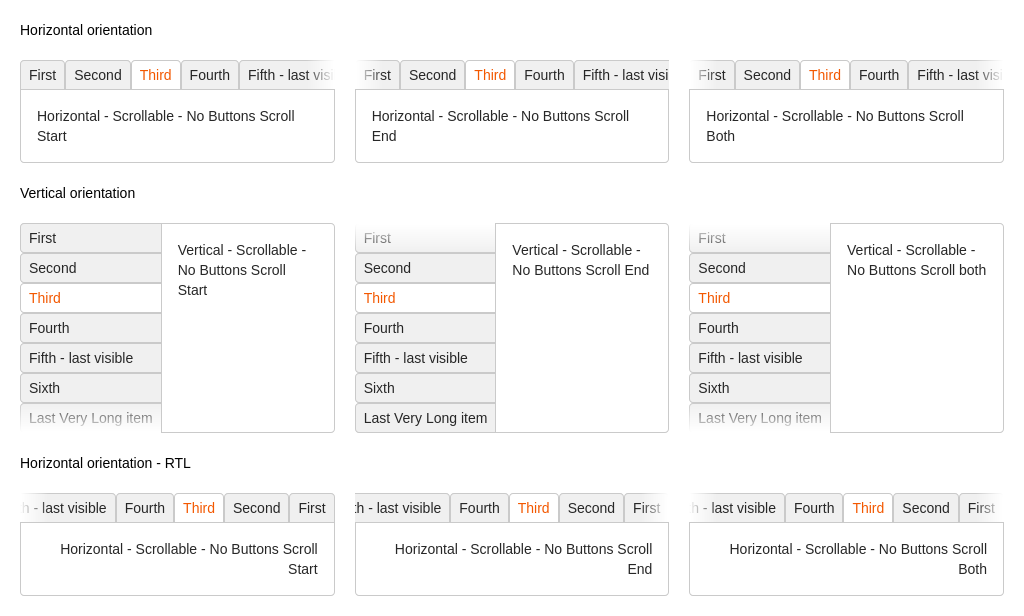 Horizontal orientation
First Second Third Fourth Fifth - last visi
Horizontal - Scrollable - No Buttons Scroll
Start
First Second Third Fourth Fifth - last visi
Horizontal - Scrollable - No Buttons Scroll
End
First Second Third Fourth Fifth - last visi
Horizontal - Scrollable - No Buttons Scroll
Both
Vertical orientation
First
Second
Third
Fourth
Fifth - last visible
Sixth
Last Very Long item
Vertical - Scrollable -
No Buttons Scroll
Start
First
Second
Third
Fourth
Fifth - last visible
Sixth
Last Very Long item
Vertical - Scrollable -
No Buttons Scroll End
First
Second
Third
Fourth
Fifth - last visible
Sixth
Last Very Long item
Vertical - Scrollable -
No Buttons Scroll both
Horizontal orientation - RTL
h - last visible Fourth Third Second First
Horizontal - Scrollable - No Buttons Scroll
Start
th - last visible Fourth Third Second First
Horizontal - Scrollable - No Buttons Scroll
End
h - last visible Fourth Third Second First
Horizontal - Scrollable - No Buttons Scroll
Both